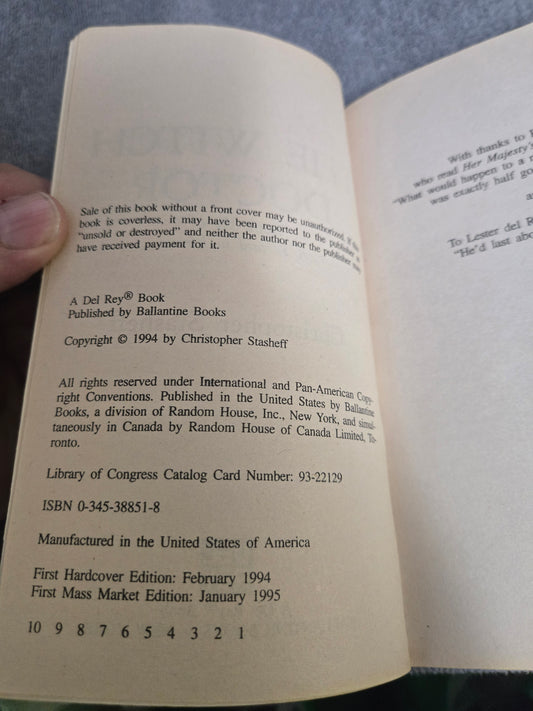 Sale of this book without a front cover may be unauthorized. If this
book is coverless, it may have been reported to the publisher as
"unsold or destroyed" and neither the author nor the publisher may
have received payment for it.
A Del Rey® Book
Published by Ballantine Books
Copyright © 1994 by Christopher Stasheff
All rights reserved under International and Pan-American Copy-
right Conventions. Published in the United States by Ballantine
Books, a division of Random House, Inc., New York, and simul-
taneously in Canada by Random House of Canada Limited, To-
ronto.
Library of Congress Catalog Card Number: 93-22129
ISBN 0-345-38851-8
Manufactured in the United States of America
First Hardcover Edition: February 1994
First Mass Market Edition: January 1995
10 9 8 7 6 5 4 3 2 1
With thanks to
who read Her Majesty's
"What would happen to a
was exactly half
To Lester del
"He'd last